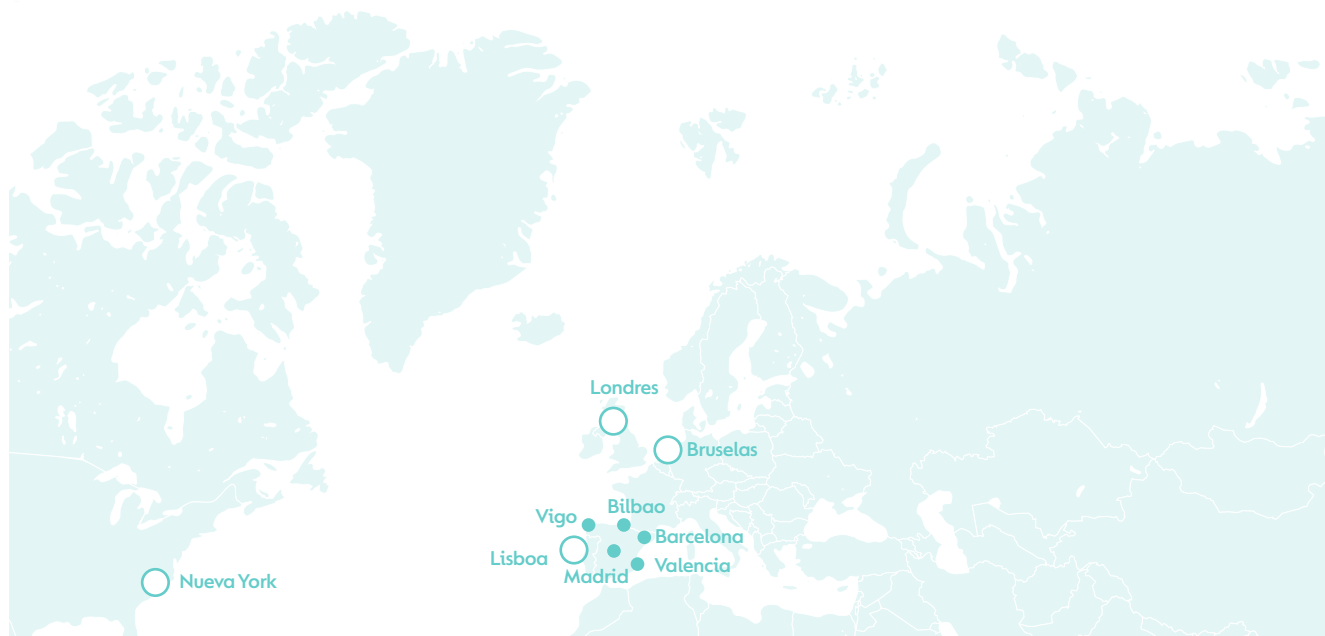 Londres
Bruselas
Bilbao
Vigo
Barcelona
Lisboa
Valencia
Madrid
Nueva York